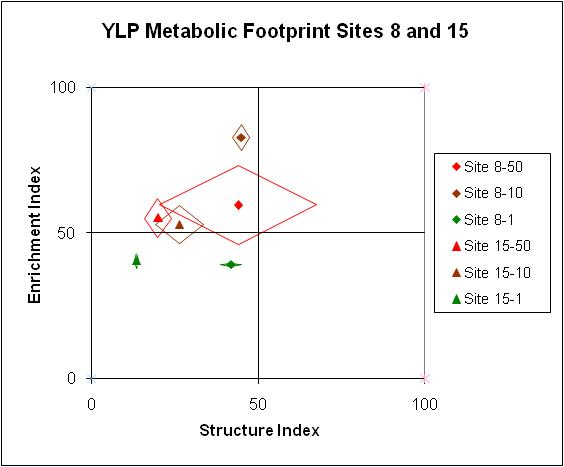 YLP Metabolic Footprint Sites 8 and 15
100
50
0
Enrichment Index
0
50
100
Structure Index
Site 8-50
Site 8-10
Site 8-1
Site 15-50
Site 15-10
Site 15-1